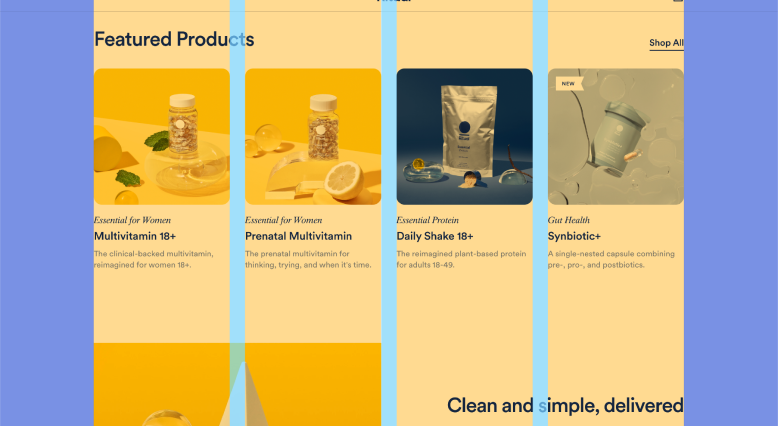 Featured Products
Shop All
NEW
Essential for Women
Multivitamin 18+
The clinical-backed multivitamin,
reimagined for women 18+.
Essential for Women
Prenatal Multivitamin
The prenatal multivitamin for
thinking, trying, and when it's time.
Essential Protein
Daily Shake 18+
The reimagined plant-based protein
for adults 18-49.
Gut Health
Synbiotic+
A single-nested capsule combining
pre-, pro-, and postbiotics.
Clean and simple, delivered